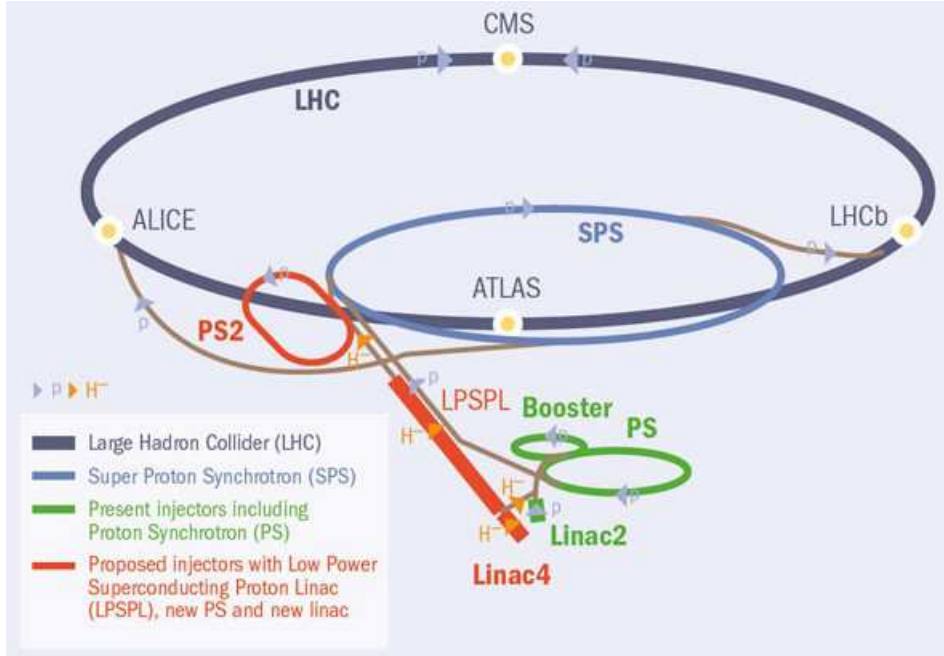 CMS
p
p
LHC
ALICE
p
SPS
LHCb
p
p
ATLAS
PS2
p
H⁻
p
p
H⁻
LPSPL
Booster
PS
Large Hadron Collider (LHC)
H⁻
p
Super Proton Synchrotron (SPS)
H⁻
p
Present injectors including
Proton Synchrotron (PS)
p
H⁻
Linac2
Proposed injectors with Low Power
Superconducting Proton Linac
(LPSPL), new PS and new linac
Linac4